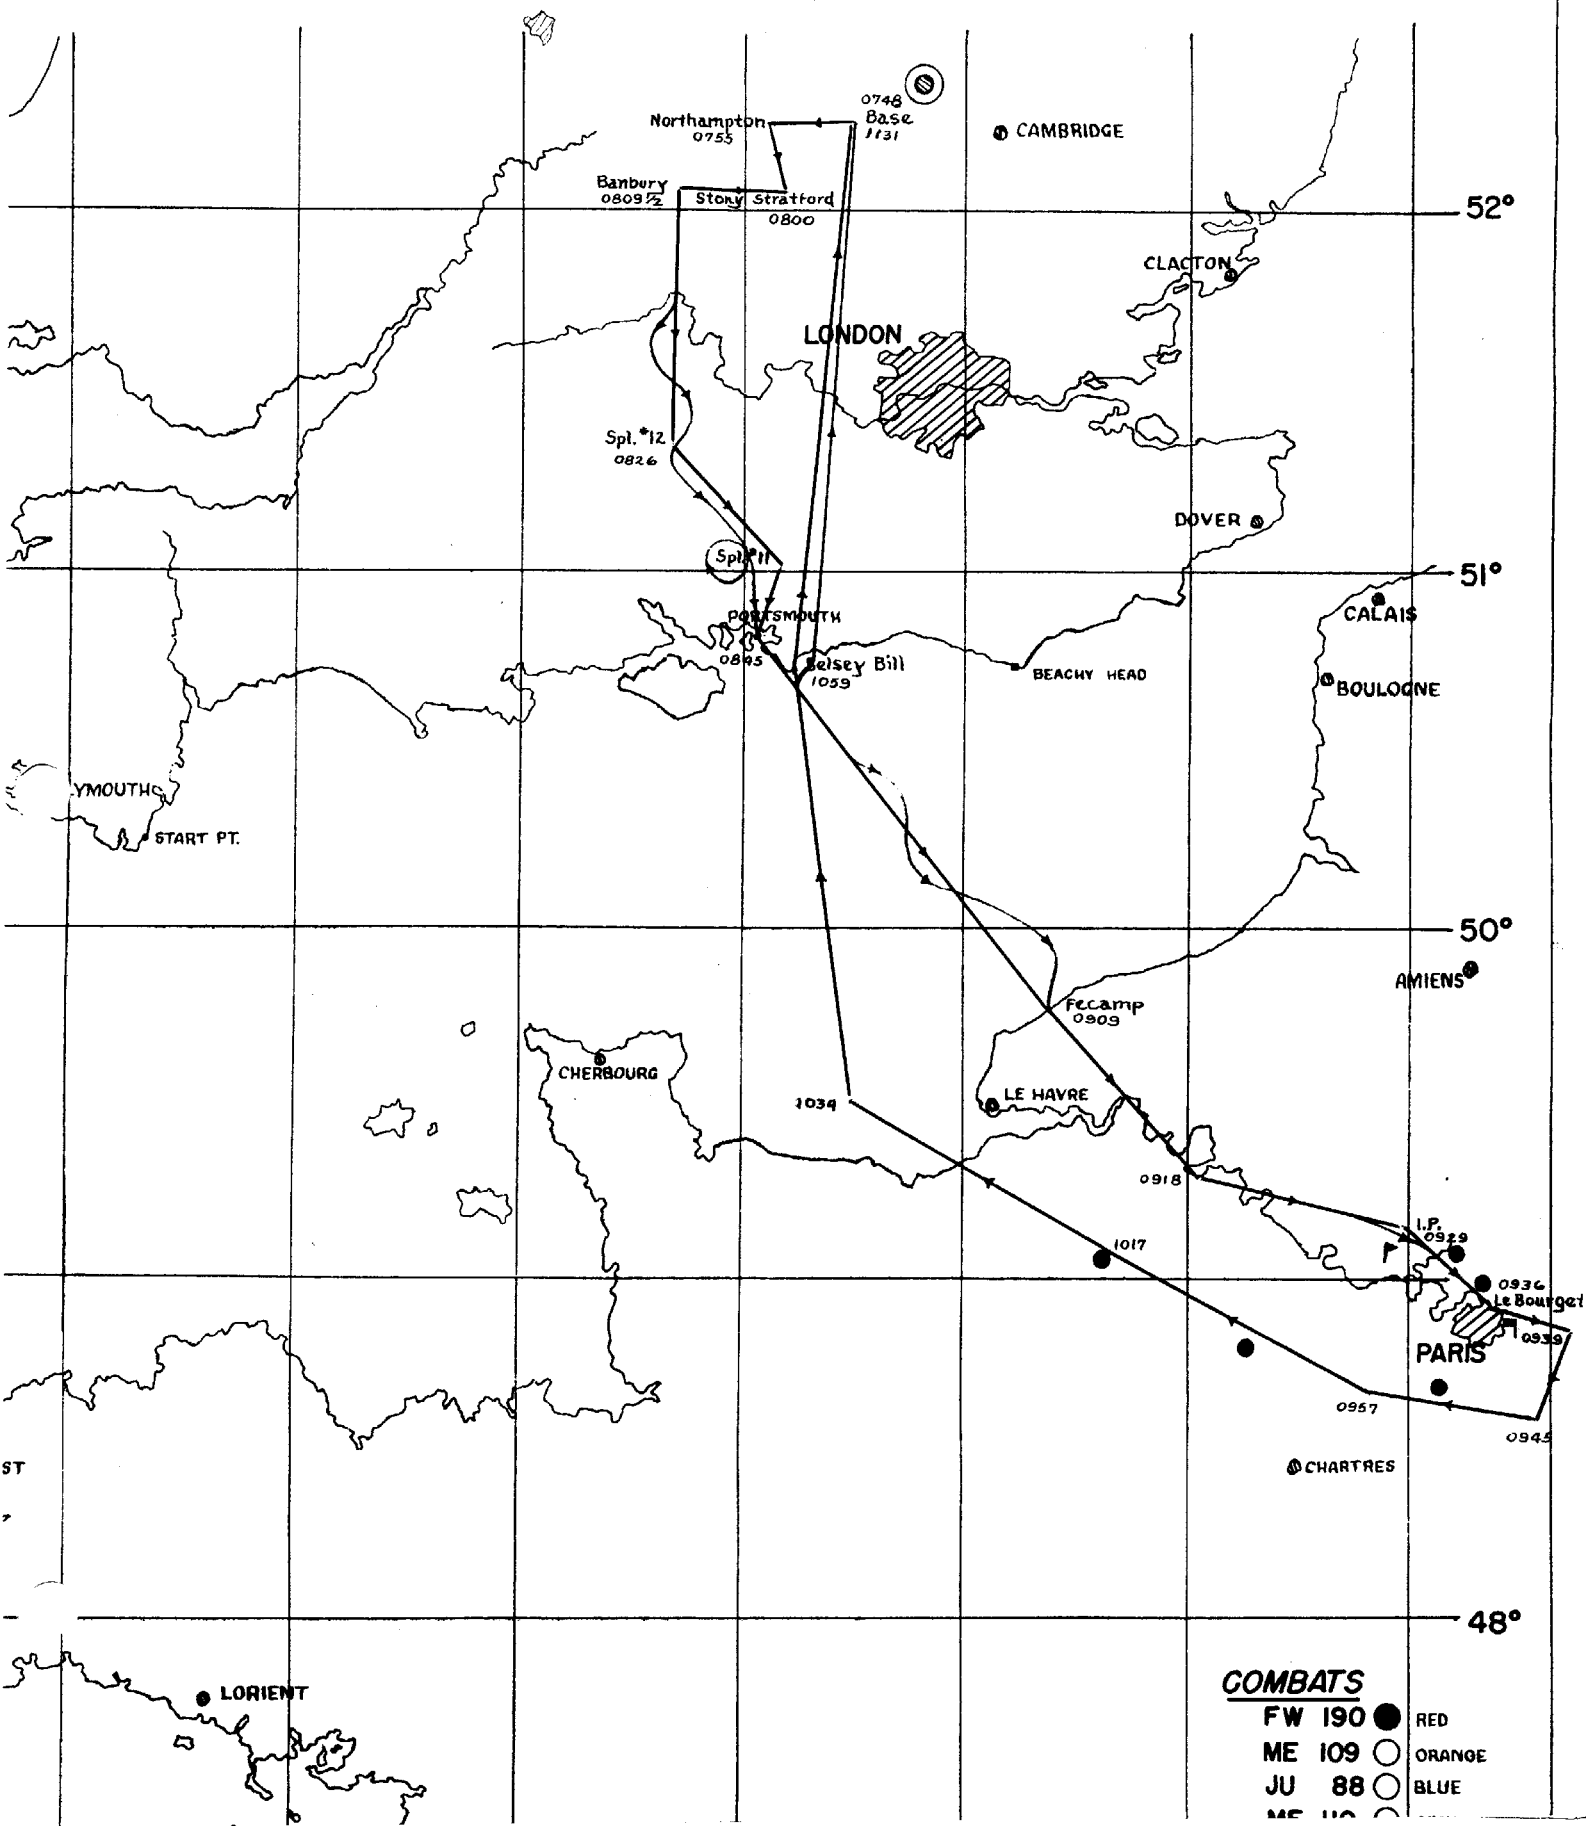 0748
Base
1131
Northampton
0755
CAMBRIDGE
Banbury
0809½
Stony Stratford
0800
52°
CLACTON
LONDON
Spl. #12
0826
DOVER
Spl. #11
51°
CALAIS
PORTSMOUTH
0845
Selsey Bill
1059
BEACHY HEAD
BOULOGNE
YMOUTH
START PT.
50°
AMIENS
Fecamp
0909
CHERBOURG
LE HAVRE
1034
0918
I.P.
0929
1017
0936
Le Bourget
0939
PARIS
0957
0945
ST
CHARTRES
48°
LORIENT
COMBATS
FW 190 RED
ME 109 ORANGE
JU 88 BLUE
ME 110